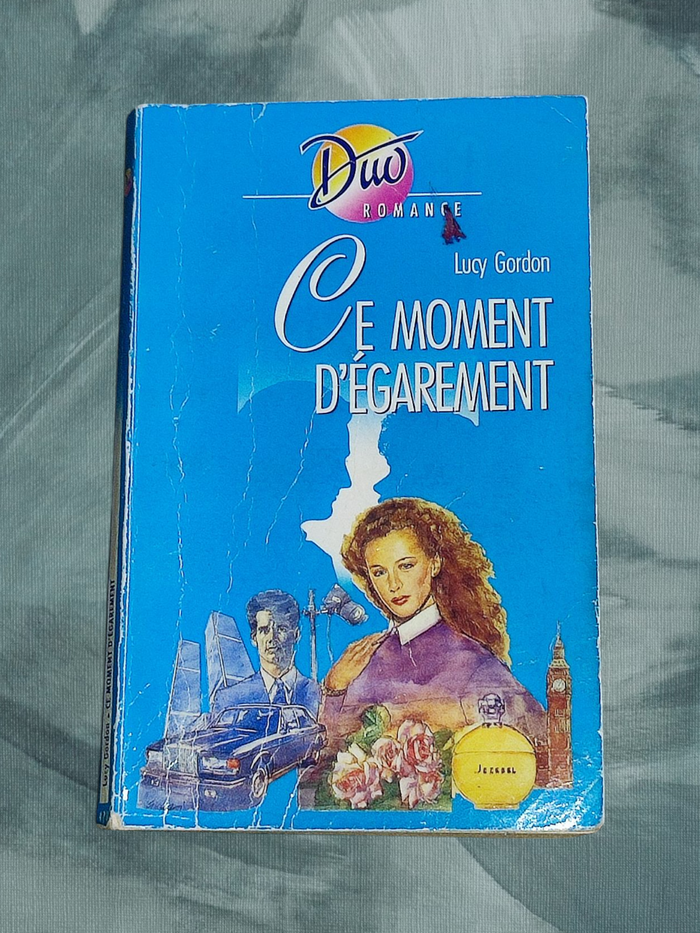 Duo
ROMANCE
Lucy Gordon
CE MOMENT
D'ÉGAREMENT
JEZEBEL
Lucy Gordon - CE MOMENT D'ÉGAREMENT